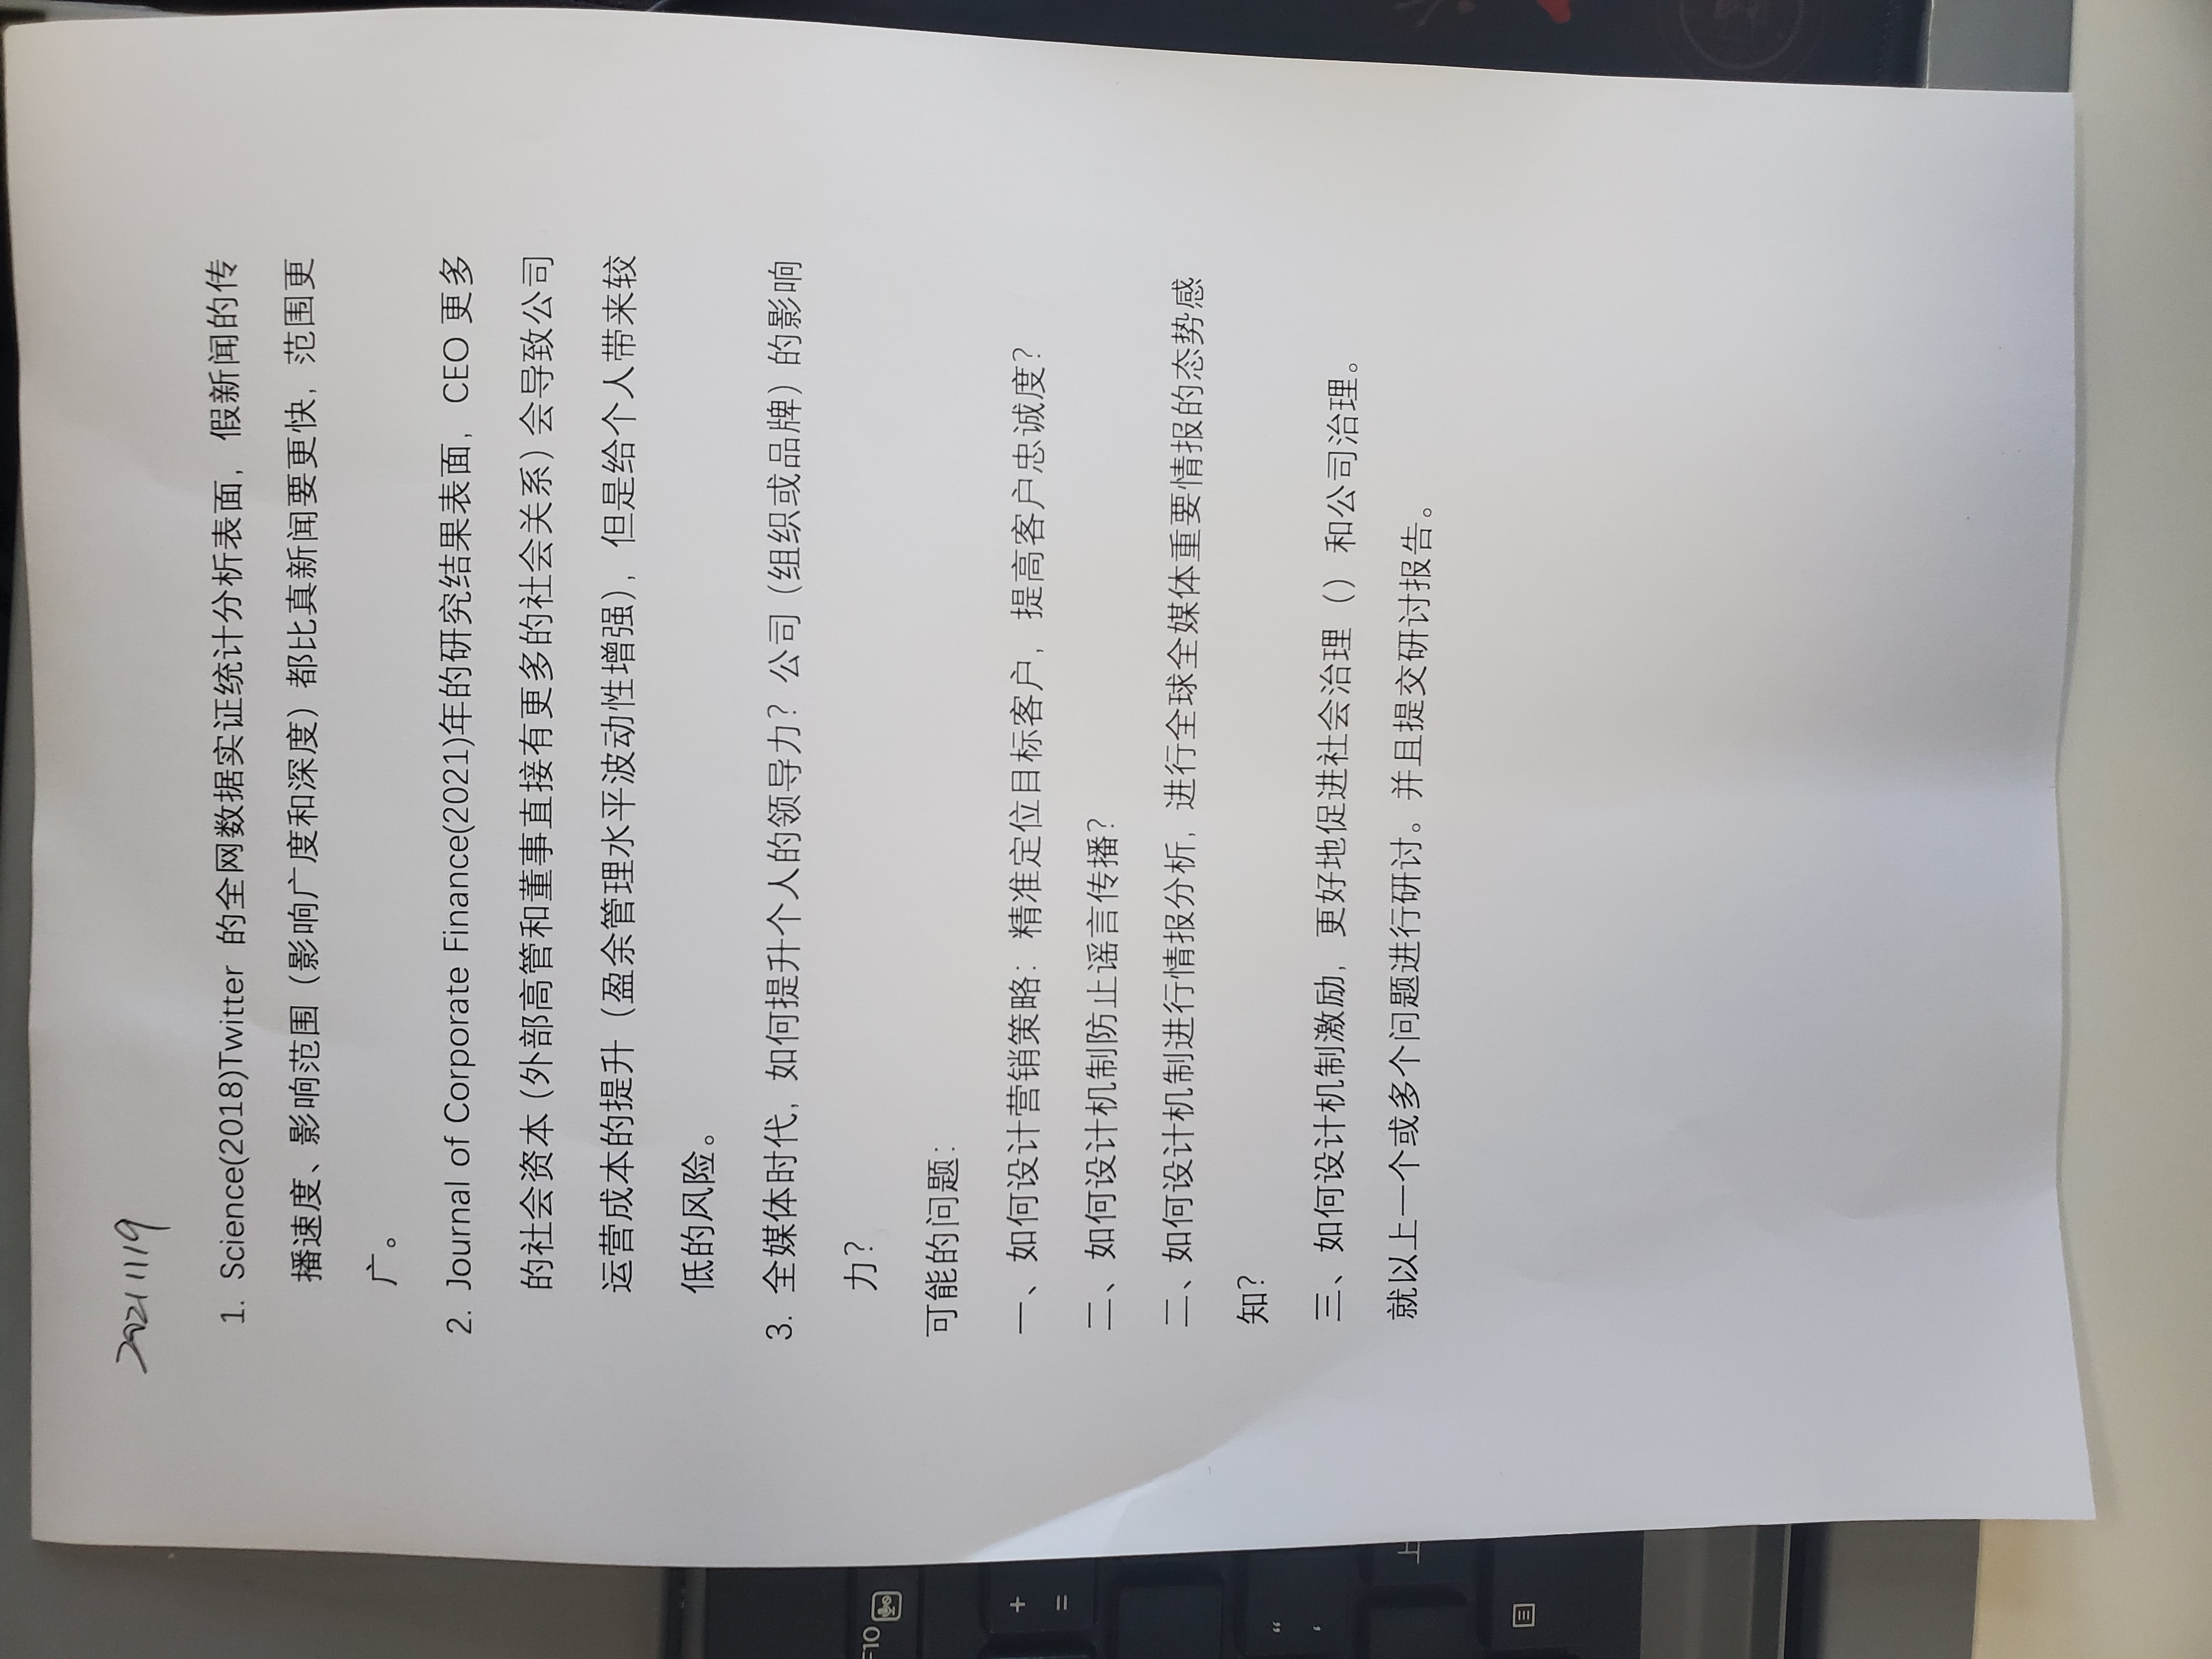 20211119
1. Science(2018)Twitter 的全网数据实证统计分析表面，假新闻的传
播速度、影响范围（影响广度和深度）都比真新闻要更快，范围更
广。
2. Journal of Corporate Finance(2021)年的研究结果表面，CEO 更多
的社会资本（外部高管和董事直接有更多的社会关系）会导致公司
运营成本的提升（盈余管理水平波动性增强），但是给个人带来较
低的风险。
3. 全媒体时代，如何提升个人的领导力？公司（组织或品牌）的影响
力？
可能的问题：
一、如何设计营销策略：精准定位目标客户，提高客户忠诚度？
二、如何设计机制防止谣言传播？
二、如何设计机制进行情报分析，进行全球全媒体重要情报的态势感
知？
三、如何设计机制激励，更好地促进社会治理（）和公司治理。
就以上一个或多个问题进行研讨。并且提交研讨报告。
F10
+
=
“
‘
上